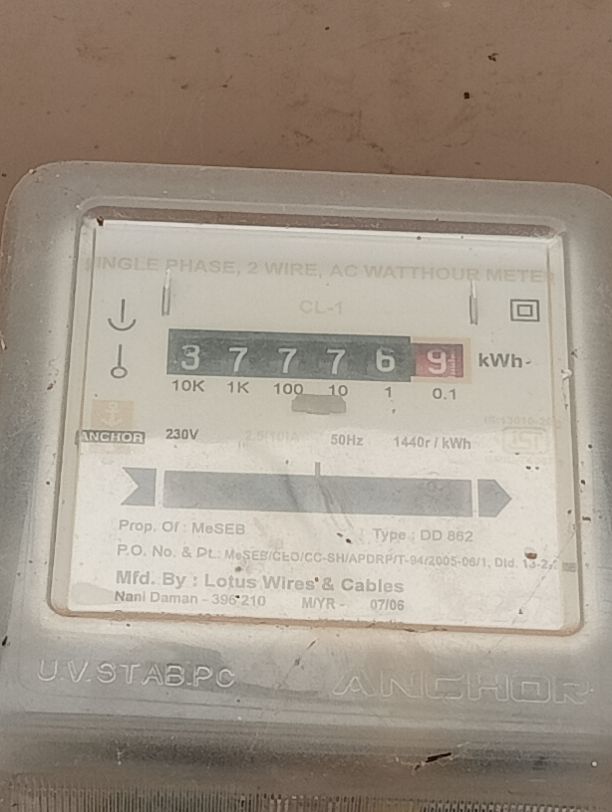 SINGLE PHASE, 2 WIRE, AC WATTHOUR METER
CL-1
3 7 7 7 6 9 kWh
10K 1K 100 10 1 0.1
ANCHOR 230V 50Hz 1440r / kWh
Prop. Of : MeSEB Type : DD 862
P.O. No. & Dt.: MeSEB/CEO/CC-SH/APDRP/T-94/2005-06/1, Dtd.
Mfd. By : Lotus Wires & Cables
Nani Daman - 396 210 M/YR - 07/06
U.V.STAB.PC ANCHOR